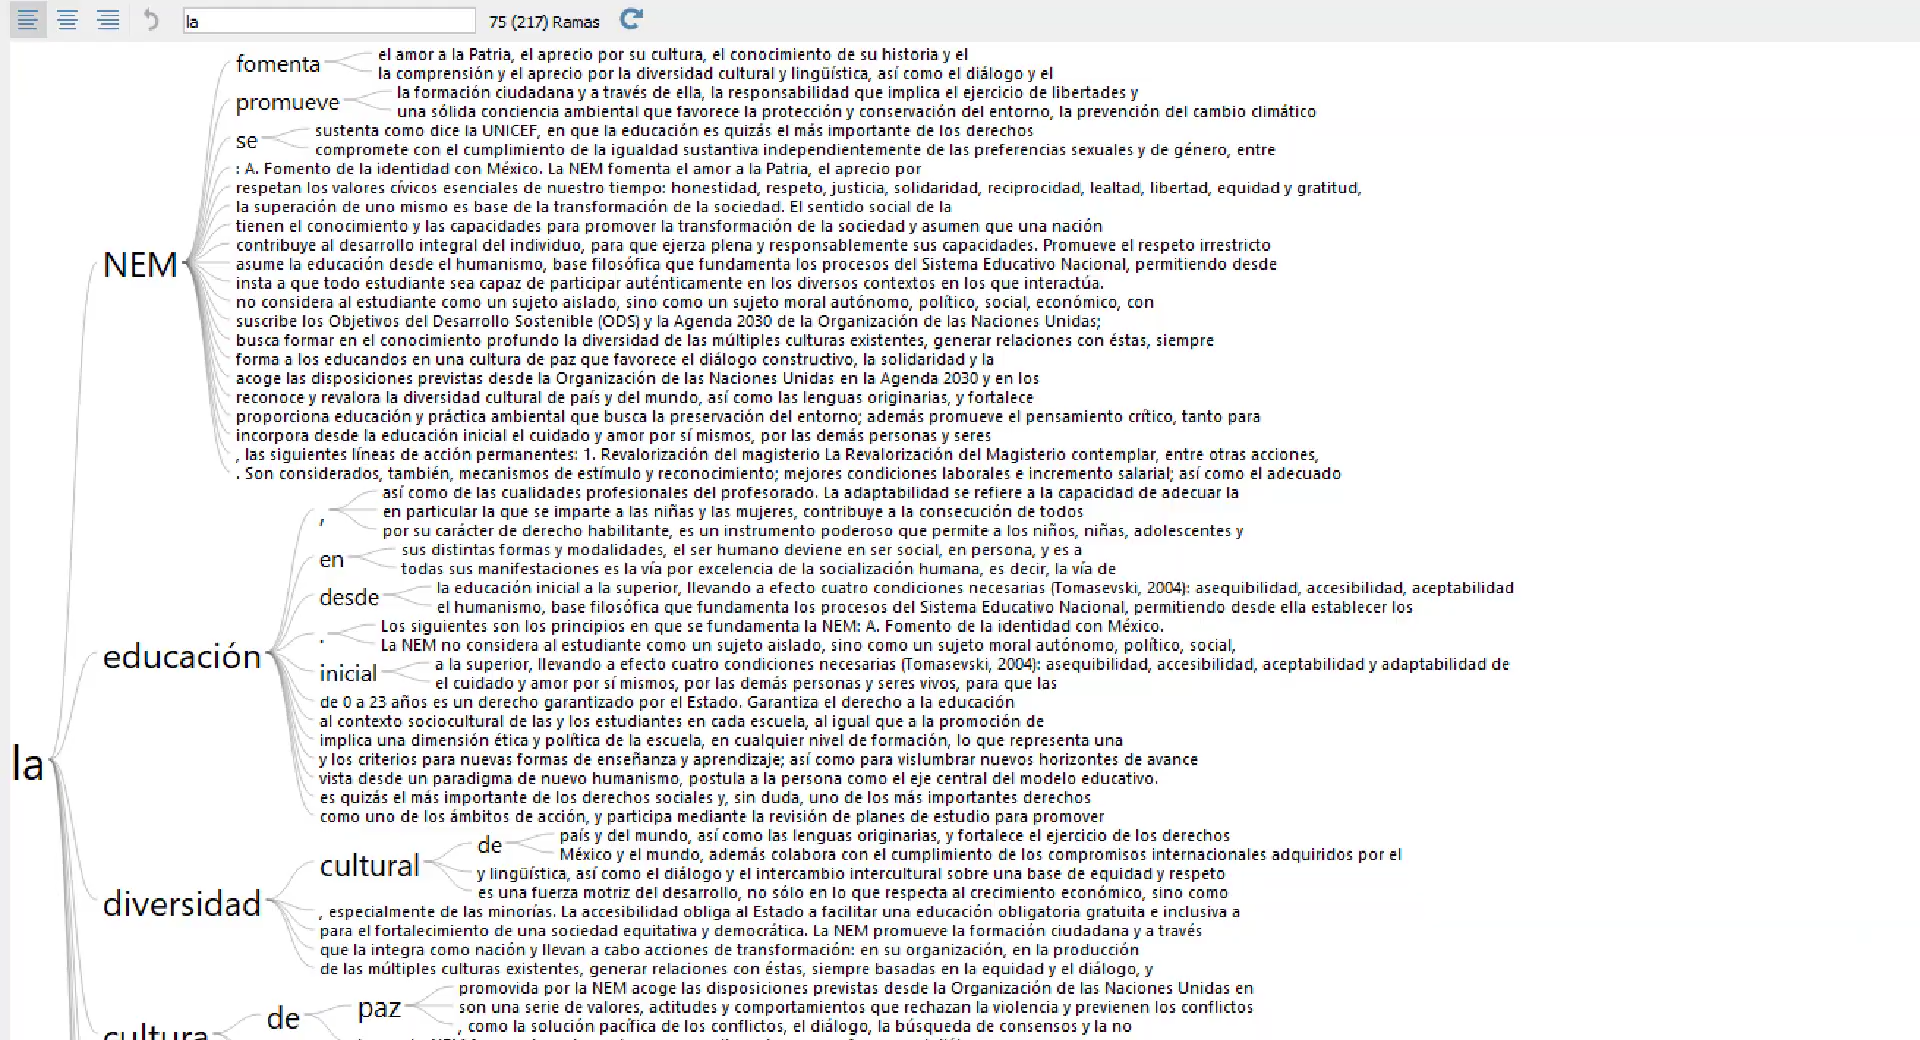 la 75 (217) Ramas
fomenta
el amor a la Patria, el aprecio por su cultura, el conocimiento de su historia y el
la comprensión y el aprecio por la diversidad cultural y lingüística, así como el diálogo y el
promueve
la formación ciudadana y a través de ella, la responsabilidad que implica el ejercicio de libertades y
una sólida conciencia ambiental que favorece la protección y conservación del entorno, la prevención del cambio climático
se
sustenta como dice la UNICEF, en que la educación es quizás el más importante de los derechos
compromete con el cumplimiento de la igualdad sustantiva independientemente de las preferencias sexuales y de género, entre
: A. Fomento de la identidad con México. La NEM fomenta el amor a la Patria, el aprecio por
respetan los valores cívicos esenciales de nuestro tiempo: honestidad, respeto, justicia, solidaridad, reciprocidad, lealtad, libertad, equidad y gratitud,
la superación de uno mismo es base de la transformación de la sociedad. El sentido social de la
tienen el conocimiento y las capacidades para promover la transformación de la sociedad y asumen que una nación
contribuye al desarrollo integral del individuo, para que ejerza plena y responsablemente sus capacidades. Promueve el respeto irrestricto
NEM
asume la educación desde el humanismo, base filosófica que fundamenta los procesos del Sistema Educativo Nacional, permitiendo desde
insta a que todo estudiante sea capaz de participar auténticamente en los diversos contextos en los que interactúa.
no considera al estudiante como un sujeto aislado, sino como un sujeto moral autónomo, político, social, económico, con
suscribe los Objetivos del Desarrollo Sostenible (ODS) y la Agenda 2030 de la Organización de las Naciones Unidas;
busca formar en el conocimiento profundo la diversidad de las múltiples culturas existentes, generar relaciones con éstas, siempre
forma a los educandos en una cultura de paz que favorece el diálogo constructivo, la solidaridad y la
acoge las disposiciones previstas desde la Organización de las Naciones Unidas en la Agenda 2030 y en los
reconoce y revalora la diversidad cultural de país y del mundo, así como las lenguas originarias, y fortalece
proporciona educación y práctica ambiental que busca la preservación del entorno; además promueve el pensamiento crítico, tanto para
incorpora desde la educación inicial el cuidado y amor por sí mismos, por las demás personas y seres
, las siguientes líneas de acción permanentes: 1. Revalorización del magisterio La Revalorización del Magisterio contemplar, entre otras acciones,
. Son considerados, también, mecanismos de estímulo y reconocimiento; mejores condiciones laborales e incremento salarial; así como el adecuado
,
así como de las cualidades profesionales del profesorado. La adaptabilidad se refiere a la capacidad de adecuar la
en particular la que se imparte a las niñas y las mujeres, contribuye a la consecución de todos
por su carácter de derecho habilitante, es un instrumento poderoso que permite a los niños, niñas, adolescentes y
en
sus distintas formas y modalidades, el ser humano deviene en ser social, en persona, y es a
todas sus manifestaciones es la vía por excelencia de la socialización humana, es decir, la vía de
desde
la educación inicial a la superior, llevando a efecto cuatro condiciones necesarias (Tomasevski, 2004): asequibilidad, accesibilidad, aceptabilidad
el humanismo, base filosófica que fundamenta los procesos del Sistema Educativo Nacional, permitiendo desde ella establecer los
.
Los siguientes son los principios en que se fundamenta la NEM: A. Fomento de la identidad con México.
La NEM no considera al estudiante como un sujeto aislado, sino como un sujeto moral autónomo, político, social,
educación
inicial
a la superior, llevando a efecto cuatro condiciones necesarias (Tomasevski, 2004): asequibilidad, accesibilidad, aceptabilidad y adaptabilidad de
el cuidado y amor por sí mismos, por las demás personas y seres vivos, para que las
de 0 a 23 años es un derecho garantizado por el Estado. Garantiza el derecho a la educación
al contexto sociocultural de las y los estudiantes en cada escuela, al igual que a la promoción de
implica una dimensión ética y política de la escuela, en cualquier nivel de formación, lo que representa una
y los criterios para nuevas formas de enseñanza y aprendizaje; así como para vislumbrar nuevos horizontes de avance
la
vista desde un paradigma de nuevo humanismo, postula a la persona como el eje central del modelo educativo.
es quizás el más importante de los derechos sociales y, sin duda, uno de los más importantes derechos
como uno de los ámbitos de acción, y participa mediante la revisión de planes de estudio para promover
cultural
de
país y del mundo, así como las lenguas originarias, y fortalece el ejercicio de los derechos
México y el mundo, además colabora con el cumplimiento de los compromisos internacionales adquiridos por el
y lingüística, así como el diálogo y el intercambio intercultural sobre una base de equidad y respeto
es una fuerza motriz del desarrollo, no sólo en lo que respecta al crecimiento económico, sino como
diversidad
, especialmente de las minorías. La accesibilidad obliga al Estado a facilitar una educación obligatoria gratuita e inclusiva a
para el fortalecimiento de una sociedad equitativa y democrática. La NEM promueve la formación ciudadana y a través
que la integra como nación y llevan a cabo acciones de transformación: en su organización, en la producción
de las múltiples culturas existentes, generar relaciones con éstas, siempre basadas en la equidad y el diálogo, y
cultura
de
paz
promovida por la NEM acoge las disposiciones previstas desde la Organización de las Naciones Unidas en
son una serie de valores, actitudes y comportamientos que rechazan la violencia y previenen los conflictos
, como la solución pacífica de los conflictos, el diálogo, la búsqueda de consensos y la no